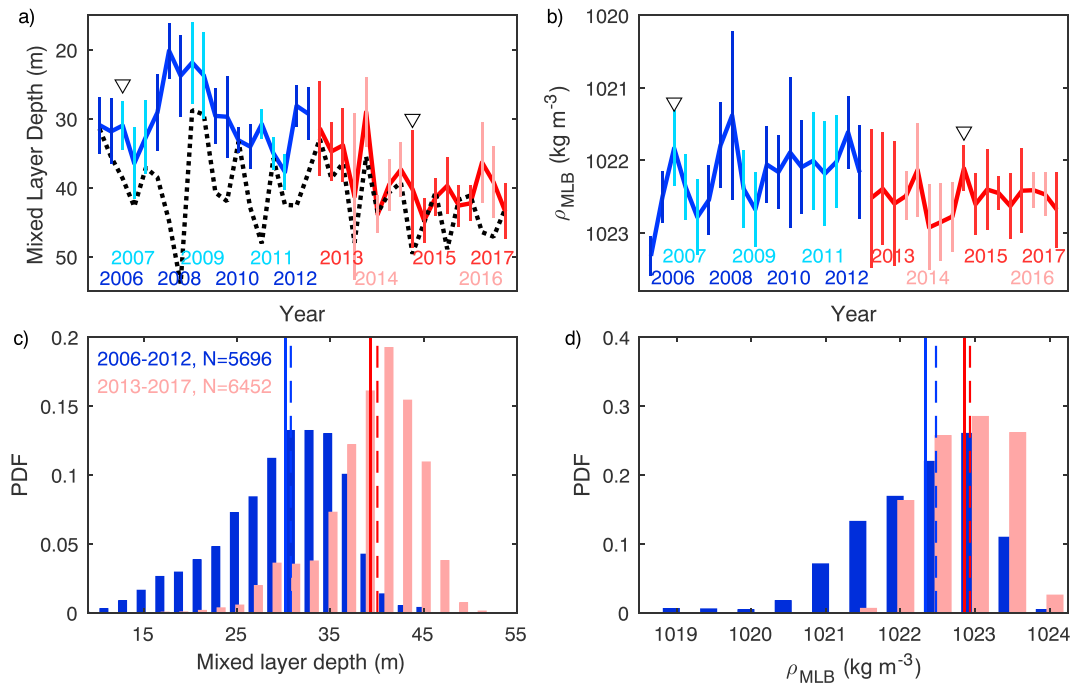 a)
Mixed Layer Depth (m)
20
30
40
50
2007 2009 2011 2013 2015 2017
2006 2008 2010 2012 2014 2016
Year
b)
ρMLB (kg m-3)
1020
1021
1022
1023
2007 2009 2011 2013 2015 2017
2006 2008 2010 2012 2014 2016
Year
c)
PDF
0.2
0.15
0.1
0.05
0
2006-2012, N=5696
2013-2017, N=6452
15 25 35 45 55
Mixed layer depth (m)
d)
PDF
0.4
0.3
0.2
0.1
0
1019 1020 1021 1022 1023 1024
ρMLB (kg m-3)